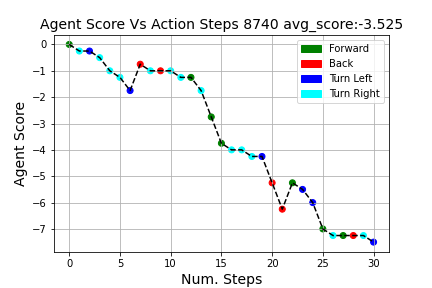 Agent Score Vs Action Steps 8740 avg_score:-3.525
Forward
Back
Turn Left
Turn Right
Agent Score
0
−1
−2
−3
−4
−5
−6
−7
0 5 10 15 20 25 30
Num. Steps